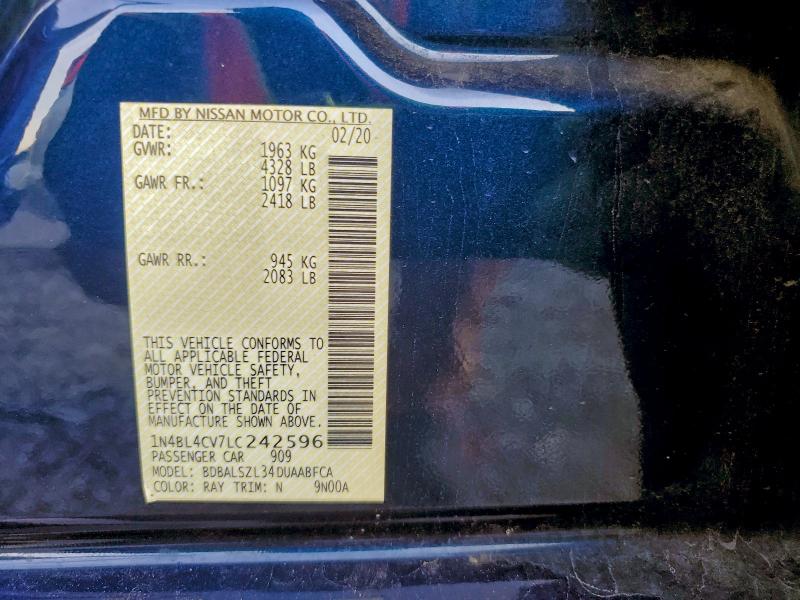 MFD BY NISSAN MOTOR CO., LTD.
DATE: 02/20
GVWR: 1963 KG
4328 LB
GAWR FR.: 1097 KG
2418 LB
GAWR RR.: 945 KG
2083 LB
THIS VEHICLE CONFORMS TO
ALL APPLICABLE FEDERAL
MOTOR VEHICLE SAFETY,
BUMPER, AND THEFT
PREVENTION STANDARDS IN
EFFECT ON THE DATE OF
MANUFACTURE SHOWN ABOVE.
1N4BL4CV7LC242596
PASSENGER CAR 909
MODEL: BDBALSZL34DUAABFCA
COLOR: RAY TRIM: N 9N00A